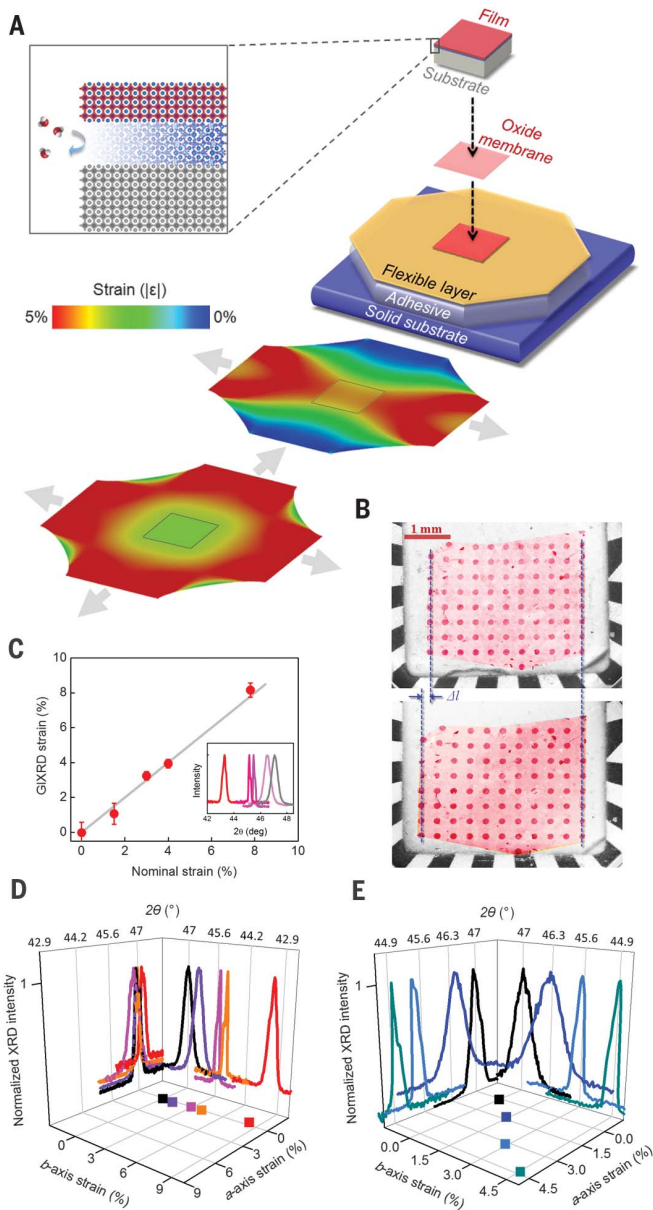 A
Film
Substrate
Oxide
membrane
Flexible layer
Adhesive
Solid substrate
Strain (|ε|)
5%
0%
B
1 mm
Δl
C
GIXRD strain (%)
10
8
6
4
2
0
0 2 4 6 8 10
Nominal strain (%)
Intensity
42 44 46 48
2θ (deg)
D
2θ (°)
42.9 44.2 45.6 47 47 45.6 44.2 42.9
Normalized XRD intensity
1
0 3 6 9
b-axis strain (%)
9 6 3 0
a-axis strain (%)
E
2θ (°)
44.9 45.6 46.3 47 47 46.3 45.6 44.9
Normalized XRD intensity
1
0.0 1.5 3.0 4.5
b-axis strain (%)
4.5 3.0 1.5 0.0
a-axis strain (%)